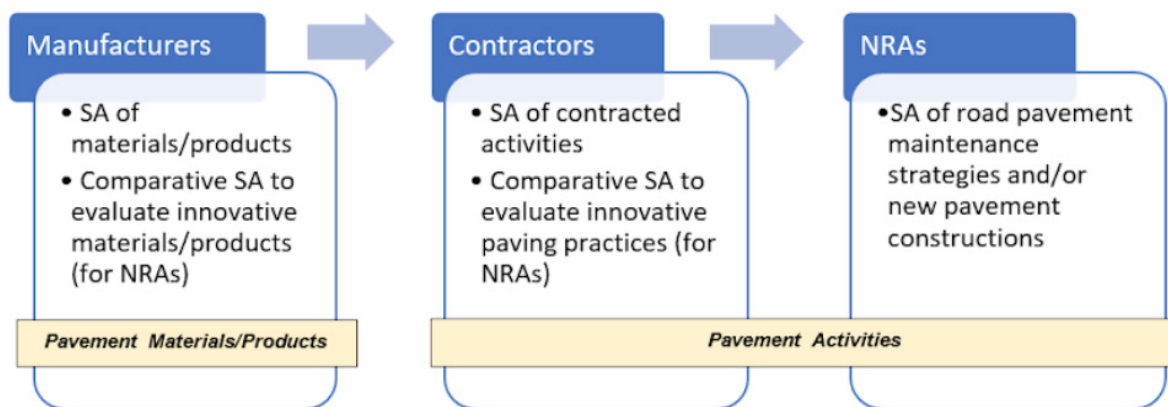 Manufacturers
• SA of
materials/products
• Comparative SA to
evaluate innovative
materials/products
(for NRAs)
Pavement Materials/Products
Contractors
• SA of contracted
activities
• Comparative SA to
evaluate innovative
paving practices (for
NRAs)
NRAs
•SA of road pavement
maintenance
strategies and/or
new pavement
constructions
Pavement Activities